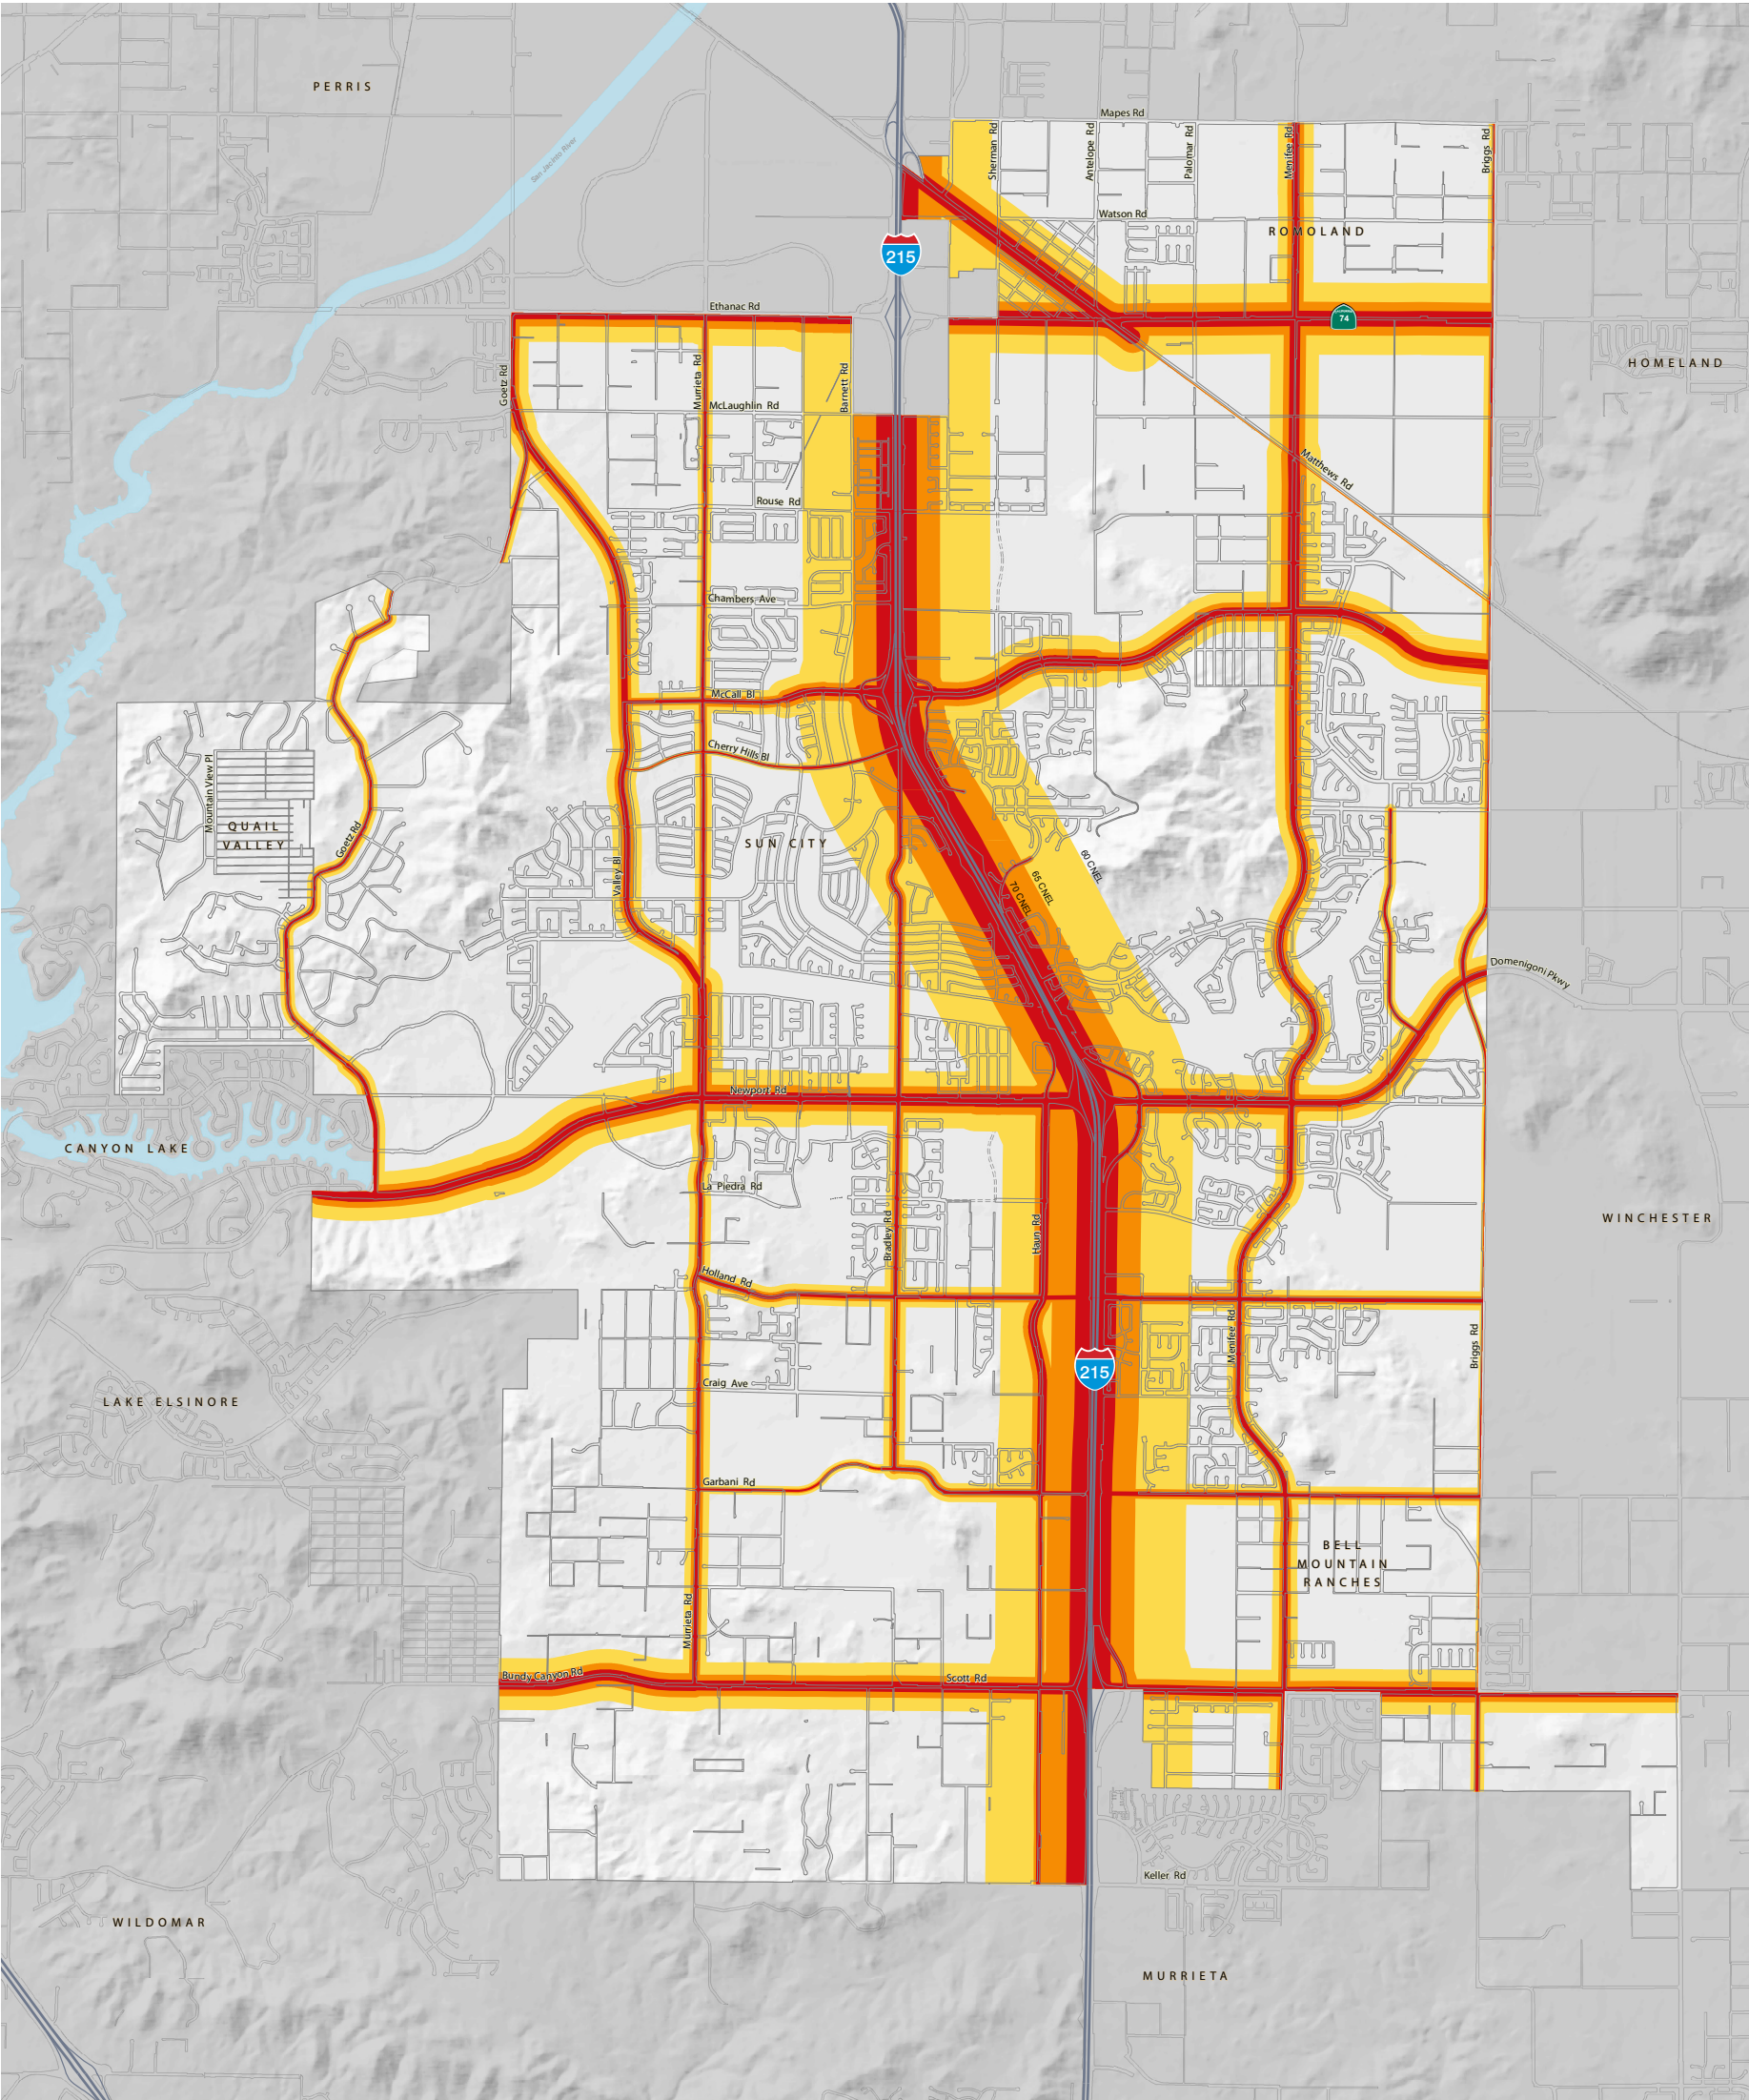 PERRIS
San Jacinto River
Mapes Rd
Sherman Rd
Antelope Rd
Palomar Rd
Menifee Rd
Briggs Rd
Watson Rd
ROMOLAND
215
Ethanac Rd
74
HOMELAND
Goetz Rd
Murrieta Rd
Barnett Rd
McLaughlin Rd
Matthews Rd
Rouse Rd
Chambers Ave
McCall Bl
Cherry Hills Bl
Mountain View Pl
QUAIL
VALLEY
Goetz Rd
SUN CITY
Valley Bl
60 CNEL
65 CNEL
70 CNEL
Domenigoni Pkwy
Newport Rd
CANYON LAKE
La Piedra Rd
Bradley Rd
Haun Rd
WINCHESTER
Holland Rd
Menifee Rd
Briggs Rd
215
Craig Ave
LAKE ELSINORE
Garbani Rd
BELL
MOUNTAIN
RANCHES
Murrieta Rd
Bundy Canyon Rd
Scott Rd
Keller Rd
WILDOMAR
MURRIETA